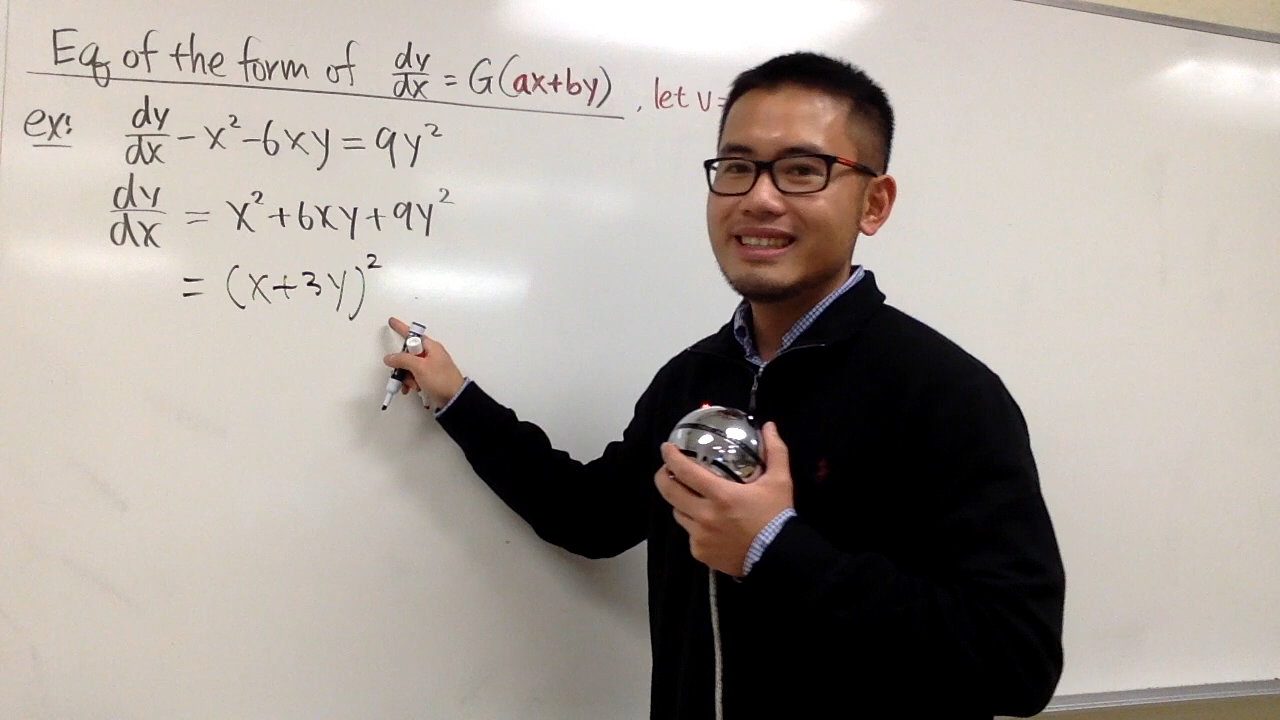 Eq of the form of dy/dx = G(ax+by), let v=
ex: dy/dx - x² - 6xy = 9y²
dy/dx = x² + 6xy + 9y²
= (x+3y)²